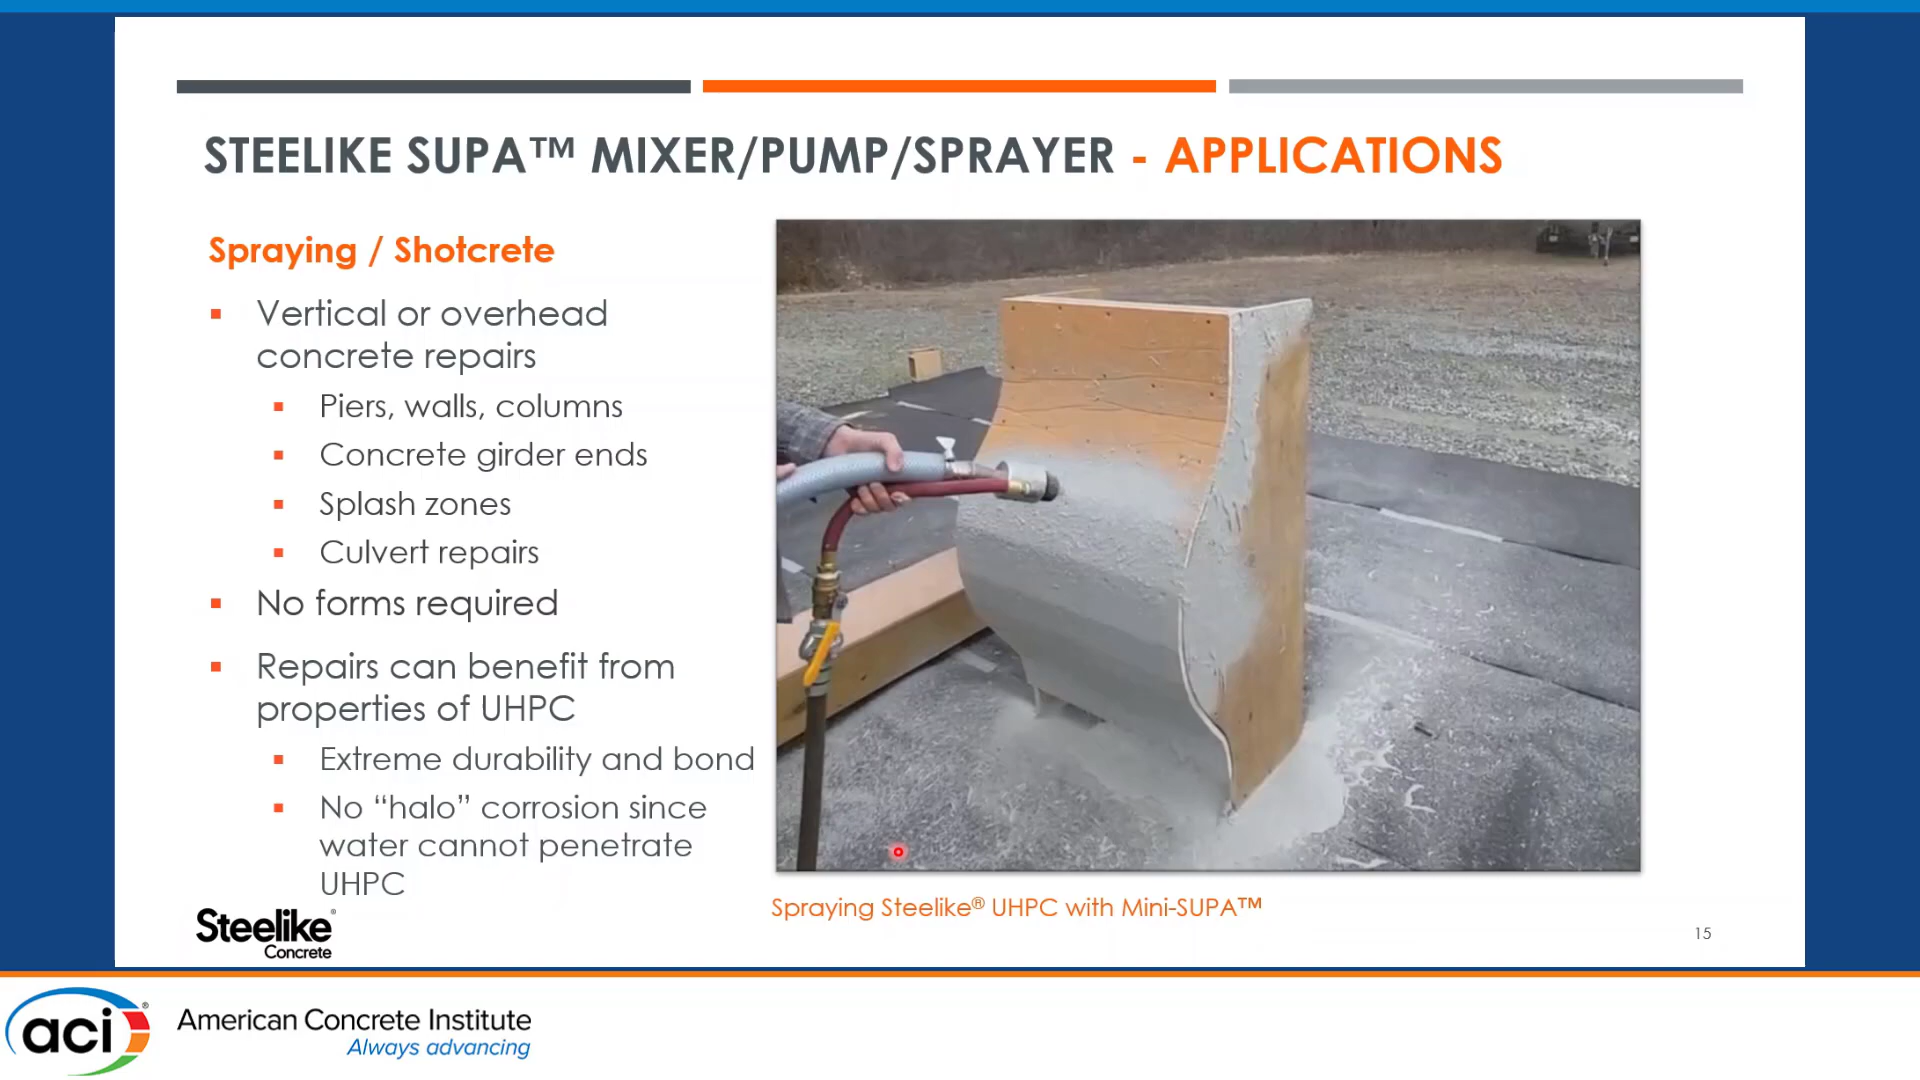 STEELIKE SUPA™ MIXER/PUMP/SPRAYER - APPLICATIONS
Spraying / Shotcrete
Vertical or overhead
concrete repairs
Piers, walls, columns
Concrete girder ends
Splash zones
Culvert repairs
No forms required
Repairs can benefit from
properties of UHPC
Extreme durability and bond
No “halo” corrosion since
water cannot penetrate
UHPC
Spraying Steelike® UHPC with Mini-SUPA™
Steelike®
Concrete
15
aci®
American Concrete Institute
Always advancing